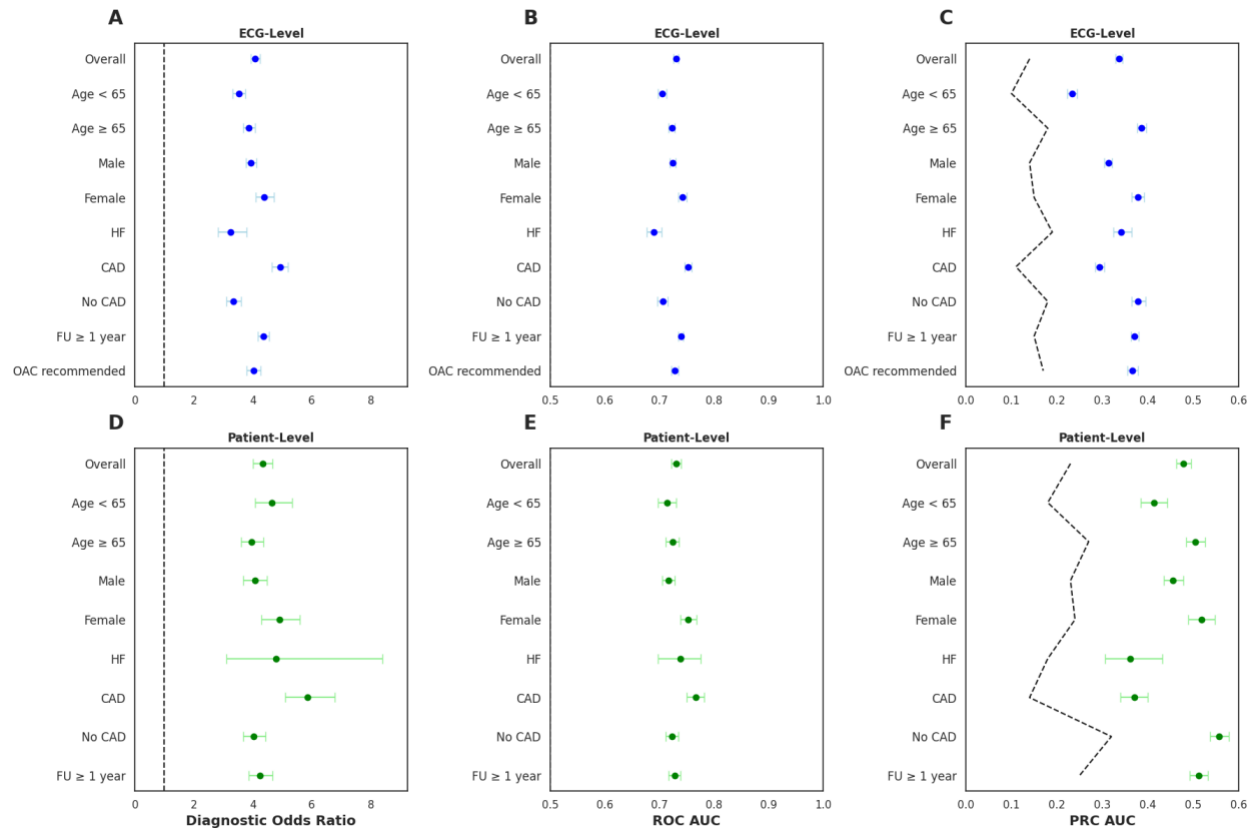 A
ECG-Level
Overall
Age < 65
Age ≥ 65
Male
Female
HF
CAD
No CAD
FU ≥ 1 year
OAC recommended
0 2 4 6 8
B
ECG-Level
Overall
Age < 65
Age ≥ 65
Male
Female
HF
CAD
No CAD
FU ≥ 1 year
OAC recommended
0.5 0.6 0.7 0.8 0.9 1.0
C
ECG-Level
Overall
Age < 65
Age ≥ 65
Male
Female
HF
CAD
No CAD
FU ≥ 1 year
OAC recommended
0.0 0.1 0.2 0.3 0.4 0.5 0.6
D
Patient-Level
Overall
Age < 65
Age ≥ 65
Male
Female
HF
CAD
No CAD
FU ≥ 1 year
0 2 4 6 8
Diagnostic Odds Ratio
E
Patient-Level
Overall
Age < 65
Age ≥ 65
Male
Female
HF
CAD
No CAD
FU ≥ 1 year
0.5 0.6 0.7 0.8 0.9 1.0
ROC AUC
F
Patient-Level
Overall
Age < 65
Age ≥ 65
Male
Female
HF
CAD
No CAD
FU ≥ 1 year
0.0 0.1 0.2 0.3 0.4 0.5 0.6
PRC AUC